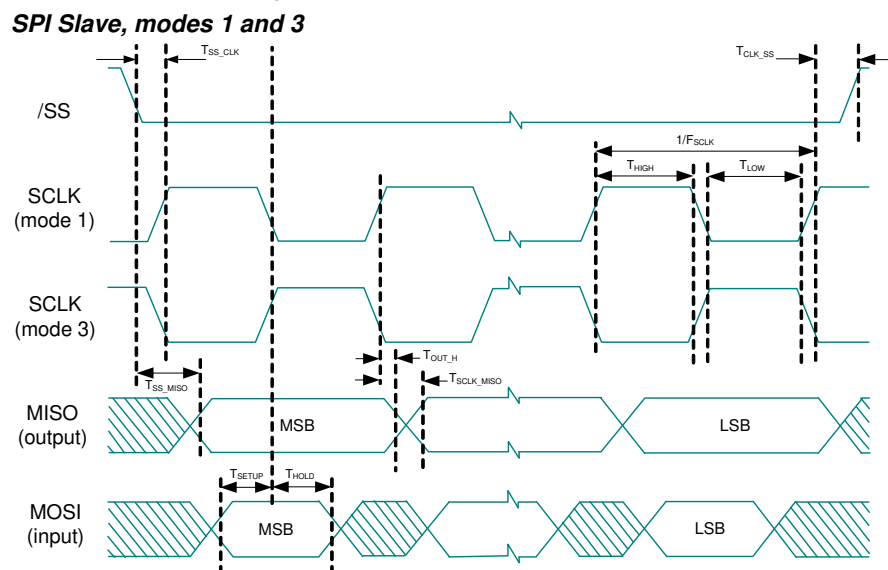 SPI Slave, modes 1 and 3
TSS_CLK
TCLK_SS
/SS
1/FSCLK
THIGH
TLOW
SCLK
(mode 1)
SCLK
(mode 3)
TOUT_H
TSS_MISO
TSCLK_MISO
MISO
(output)
MSB
LSB
TSETUP
THOLD
MOSI
(input)
MSB
LSB